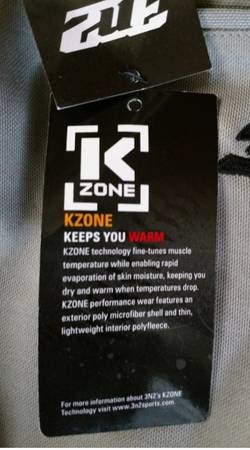 K
ZONE
KZONE
KEEPS YOU WARM
KZONE technology fine-tunes muscle
temperature while enabling rapid
evaporation of skin moisture, keeping you
dry and warm when temperatures drop.
KZONE performance wear features an
exterior poly microfiber shell and thin,
lightweight interior polyfleece.
For more information about 3N2's KZONE
Technology visit www.3n2sports.com.